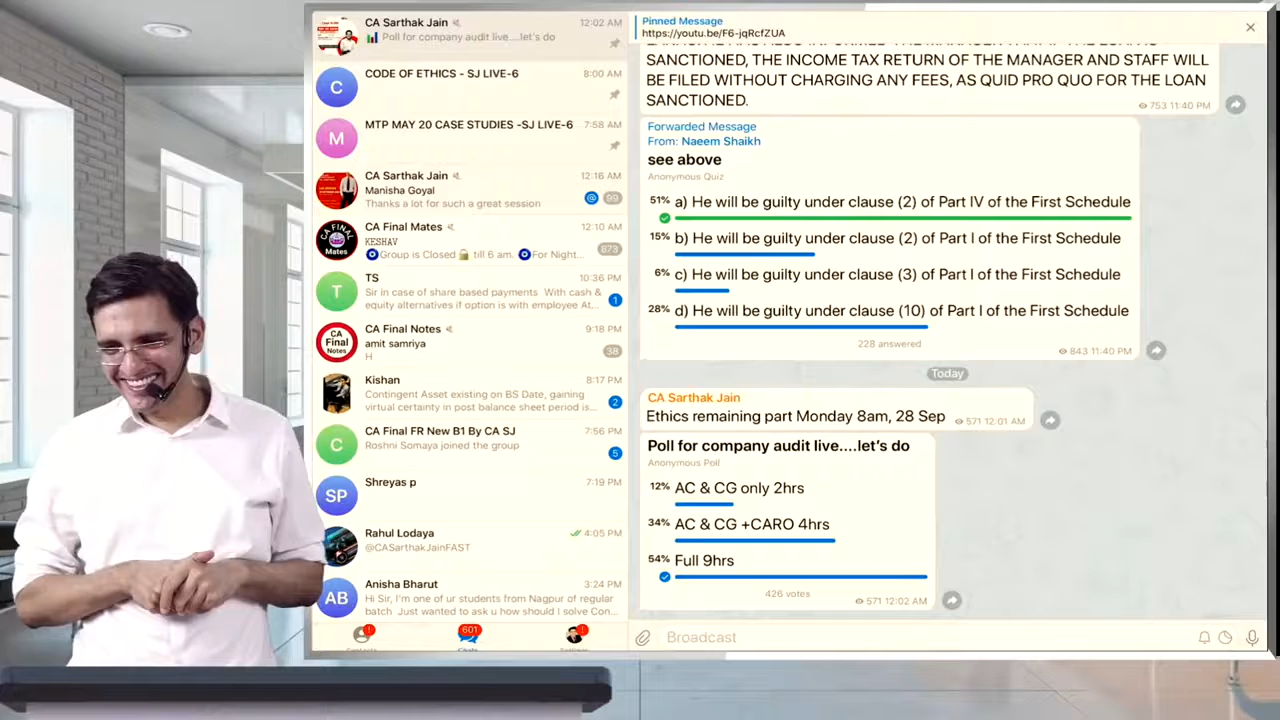 CA Sarthak Jain
12:02 AM
Poll for company audit live....let's do
C
CODE OF ETHICS - SJ LIVE-6
8:00 AM
M
MTP MAY 20 CASE STUDIES -SJ LIVE-6
7:58 AM
CA Sarthak Jain
12:16 AM
Manisha Goyal
Thanks a lot for such a great session
@
99
CA FINAL
Mates
CA Final Mates
12:10 AM
KESHAV
Group is Closed till 6 am. For Night...
673
T
TS
10:36 PM
Sir in case of share based payments With cash &
equity alternatives if option is with employee At...
1
CA
Final
Notes
CA Final Notes
9:18 PM
amit samriya
H
38
Kishan
8:17 PM
Contingent Asset existing on BS Date, gaining
virtual certainty in post balance sheet period is...
2
C
CA Final FR New B1 By CA SJ
7:56 PM
Roshni Somaya joined the group
5
SP
Shreyas p
7:19 PM
Rahul Lodaya
4:05 PM
@CASarthakJainFAST
AB
Anisha Bharut
3:24 PM
Hi Sir, I'm one of ur students from Nagpur of regular
batch Just wanted to ask u how should I solve Con...
!
601
!
Pinned Message
https://youtu.be/F6-jqRcfZUA
SANCTIONED, THE INCOME TAX RETURN OF THE MANAGER AND STAFF WILL
BE FILED WITHOUT CHARGING ANY FEES, AS QUID PRO QUO FOR THE LOAN
SANCTIONED.
753 11:40 PM
Forwarded Message
From: Naeem Shaikh
see above
Anonymous Quiz
51% a) He will be guilty under clause (2) of Part IV of the First Schedule
15% b) He will be guilty under clause (2) of Part I of the First Schedule
6% c) He will be guilty under clause (3) of Part I of the First Schedule
28% d) He will be guilty under clause (10) of Part I of the First Schedule
228 answered
843 11:40 PM
Today
CA Sarthak Jain
Ethics remaining part Monday 8am, 28 Sep
571 12:01 AM
Poll for company audit live....let's do
Anonymous Poll
12% AC & CG only 2hrs
34% AC & CG +CARO 4hrs
54% Full 9hrs
426 votes
571 12:02 AM
Broadcast